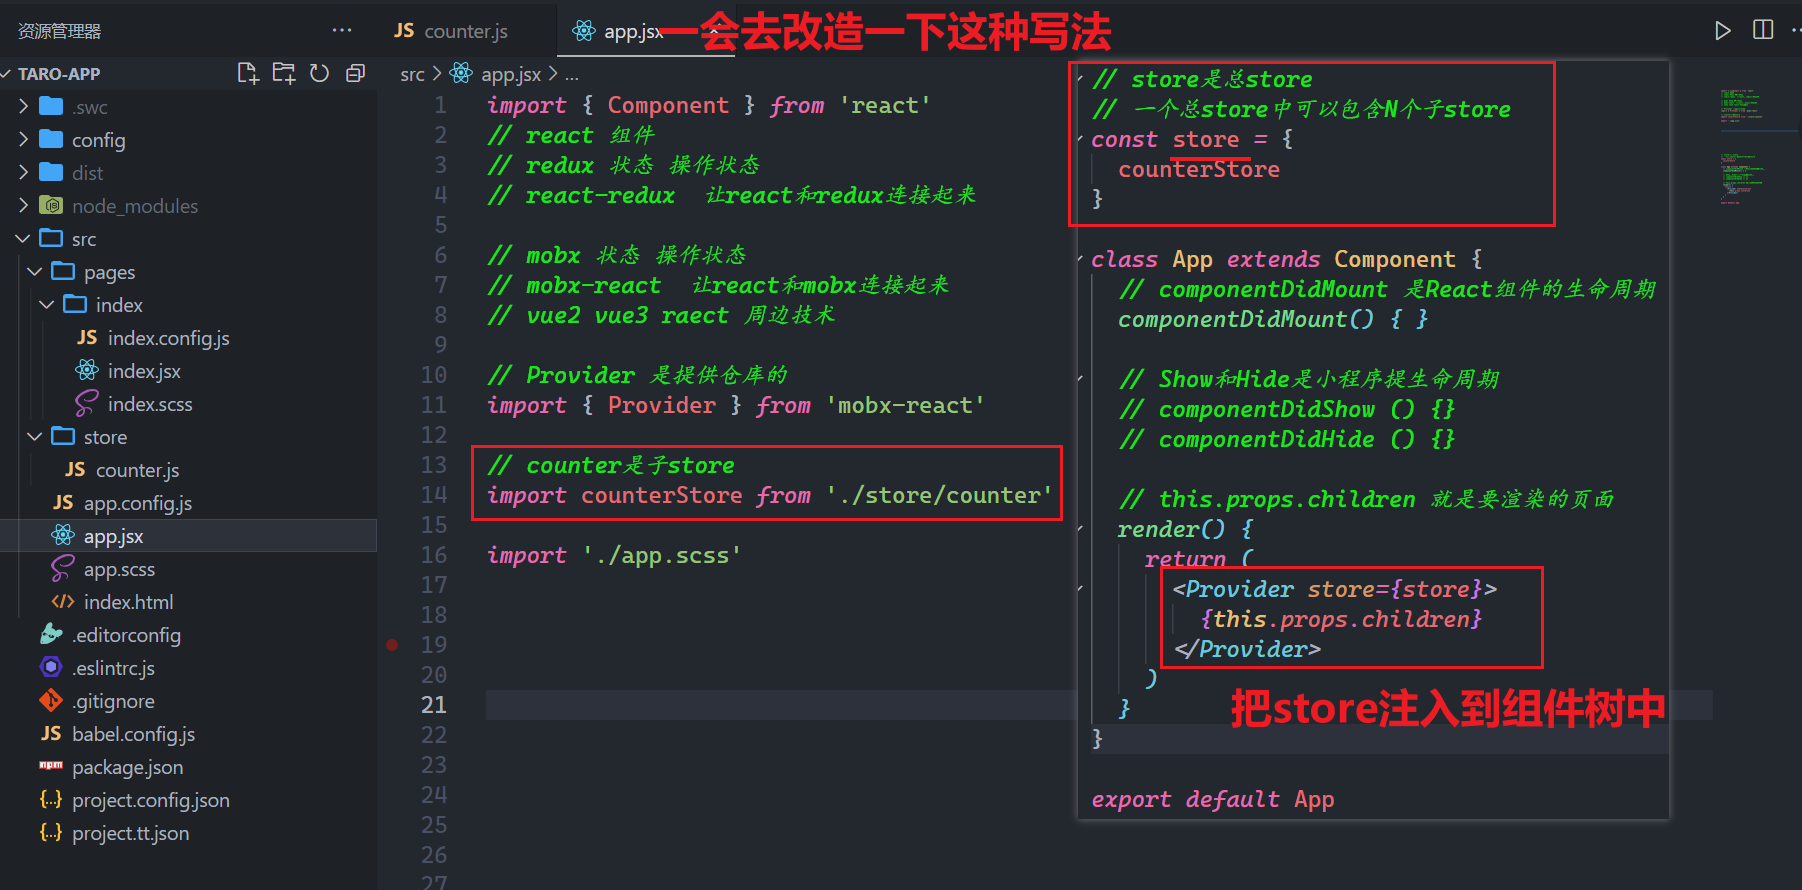 资源管理器
···
TARO-APP
.swc
config
dist
node_modules
src
pages
index
JS index.config.js
index.jsx
index.scss
store
JS counter.js
JS app.config.js
app.jsx
app.scss
</> index.html
.editorconfig
.eslintrc.js
.gitignore
JS babel.config.js
npm package.json
{...} project.config.json
{...} project.tt.json
JS counter.js
app.jsx
一会去改造一下这种写法
src > app.jsx > ...
1 import { Component } from 'react'
2 // react 组件
3 // redux 状态 操作状态
4 // react-redux 让react和redux连接起来
5
6 // mobx 状态 操作状态
7 // mobx-react 让react和mobx连接起来
8 // vue2 vue3 raect 周边技术
9
10 // Provider 是提供仓库的
11 import { Provider } from 'mobx-react'
12
13 // counter是子store
14 import counterStore from './store/counter'
15
16 import './app.scss'
17
18
19
20
21
22
23
24
25
26
27
// store是总store
// 一个总store中可以包含N个子store
const store = {
counterStore
}
class App extends Component {
// componentDidMount 是React组件的生命周期
componentDidMount() { }
// Show和Hide是小程序提生命周期
// componentDidShow () {}
// componentDidHide () {}
// this.props.children 就是要渲染的页面
render() {
return (
<Provider store={store}>
{this.props.children}
</Provider>
)
}
把store注入到组件树中
}
export default App